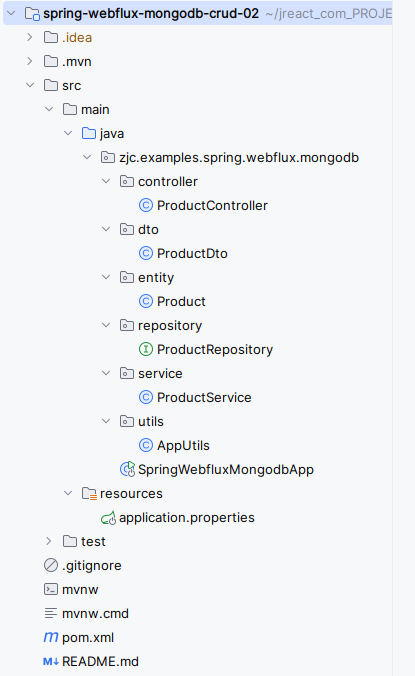 spring-webflux-mongodb-crud-02 ~/jreact_com_PROJE
.idea
.mvn
src
main
java
zjc.examples.spring.webflux.mongodb
controller
ProductController
dto
ProductDto
entity
Product
repository
ProductRepository
service
ProductService
utils
AppUtils
SpringWebfluxMongodbApp
resources
application.properties
test
.gitignore
mvnw
mvnw.cmd
pom.xml
README.md